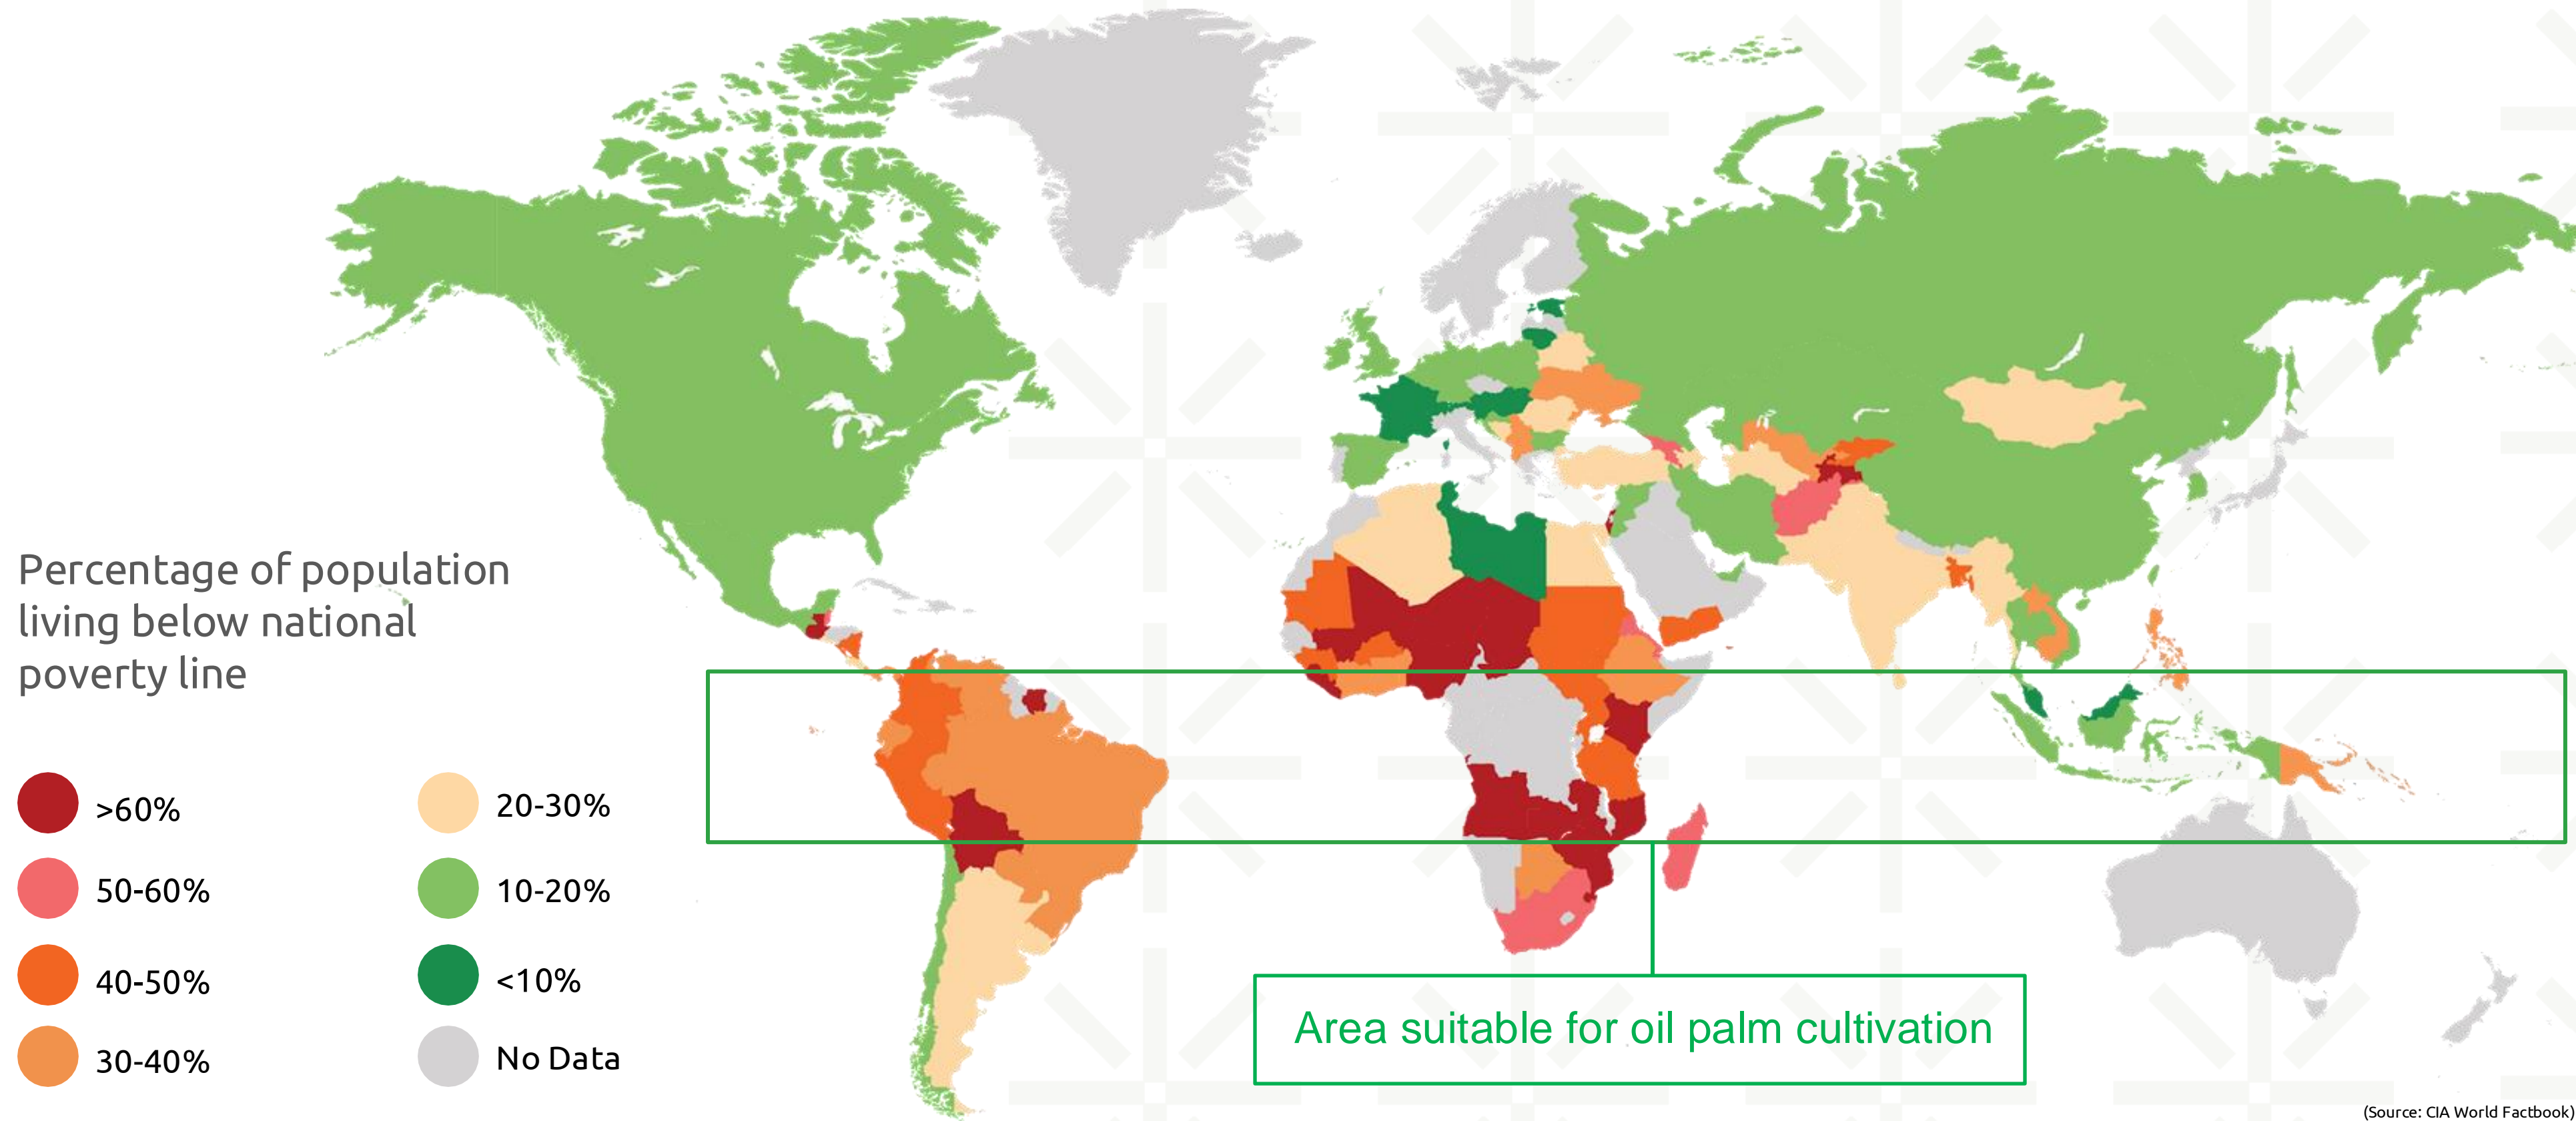 Percentage of population
living below national
poverty line
>60%
50-60%
40-50%
30-40%
20-30%
10-20%
<10%
No Data
Area suitable for oil palm cultivation
(Source: CIA World Factbook)